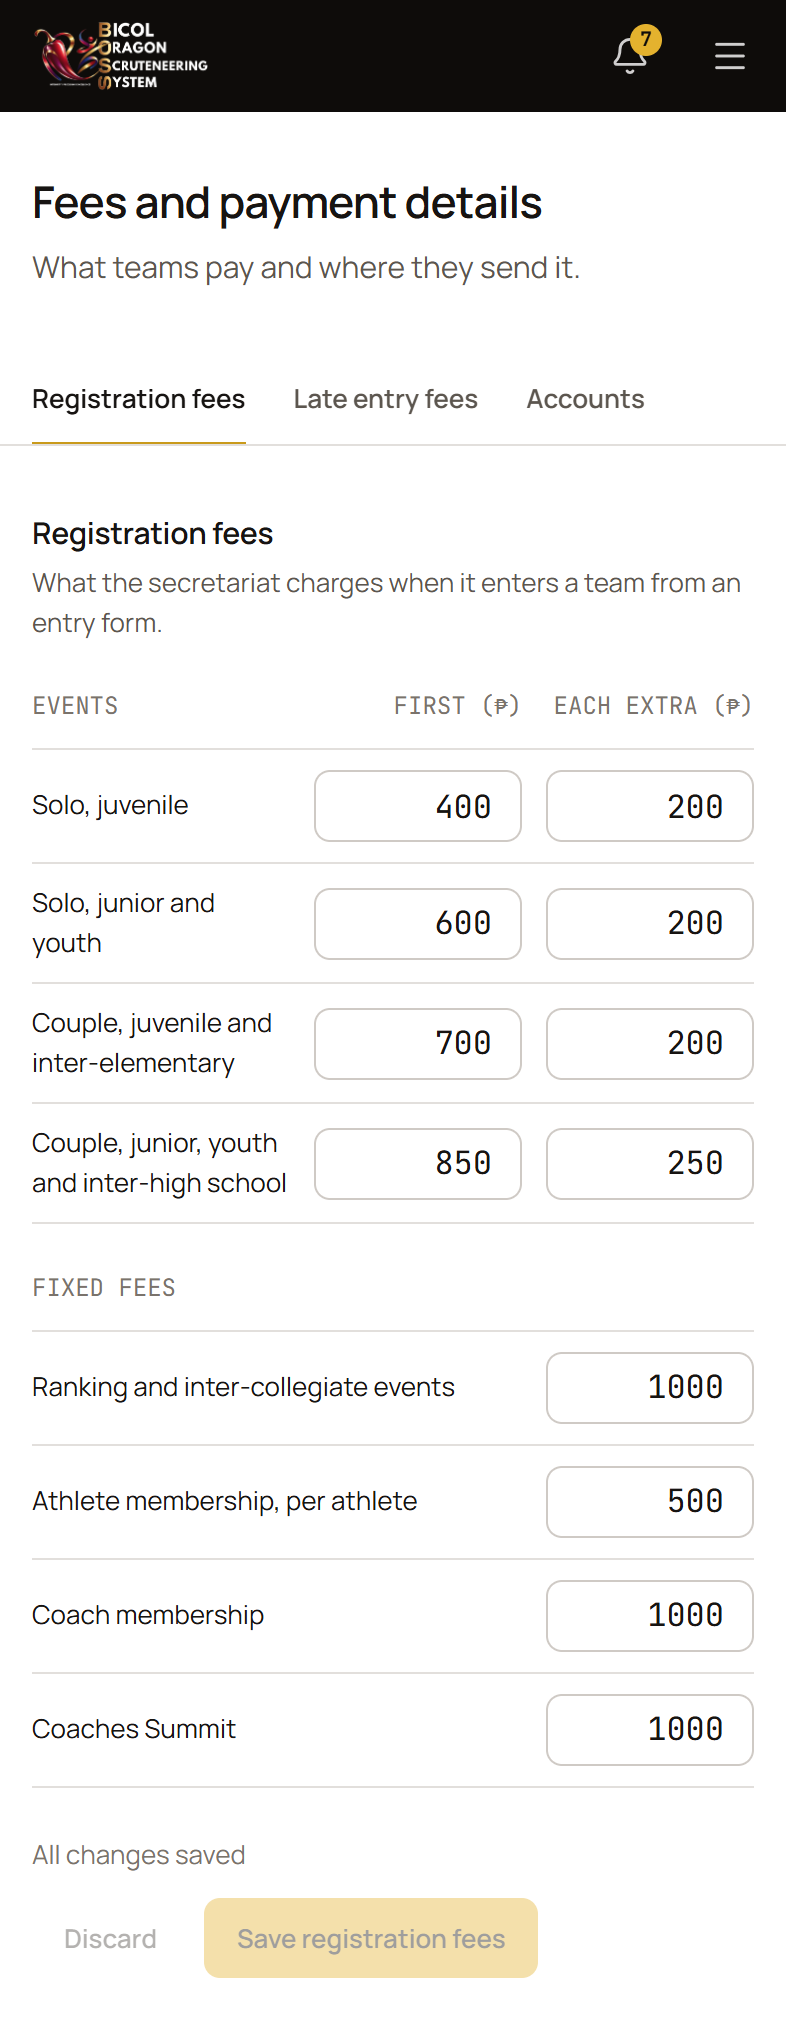 BICOL
DRAGON
SCRUTENEERING
SYSTEM
7
Fees and payment details
What teams pay and where they send it.
Registration fees Late entry fees Accounts
Registration fees
What the secretariat charges when it enters a team from an
entry form.
EVENTS FIRST (₱) EACH EXTRA (₱)
Solo, juvenile 400 200
Solo, junior and
youth 600 200
Couple, juvenile and
inter-elementary 700 200
Couple, junior, youth
and inter-high school 850 250
FIXED FEES
Ranking and inter-collegiate events 1000
Athlete membership, per athlete 500
Coach membership 1000
Coaches Summit 1000
All changes saved
Discard Save registration fees